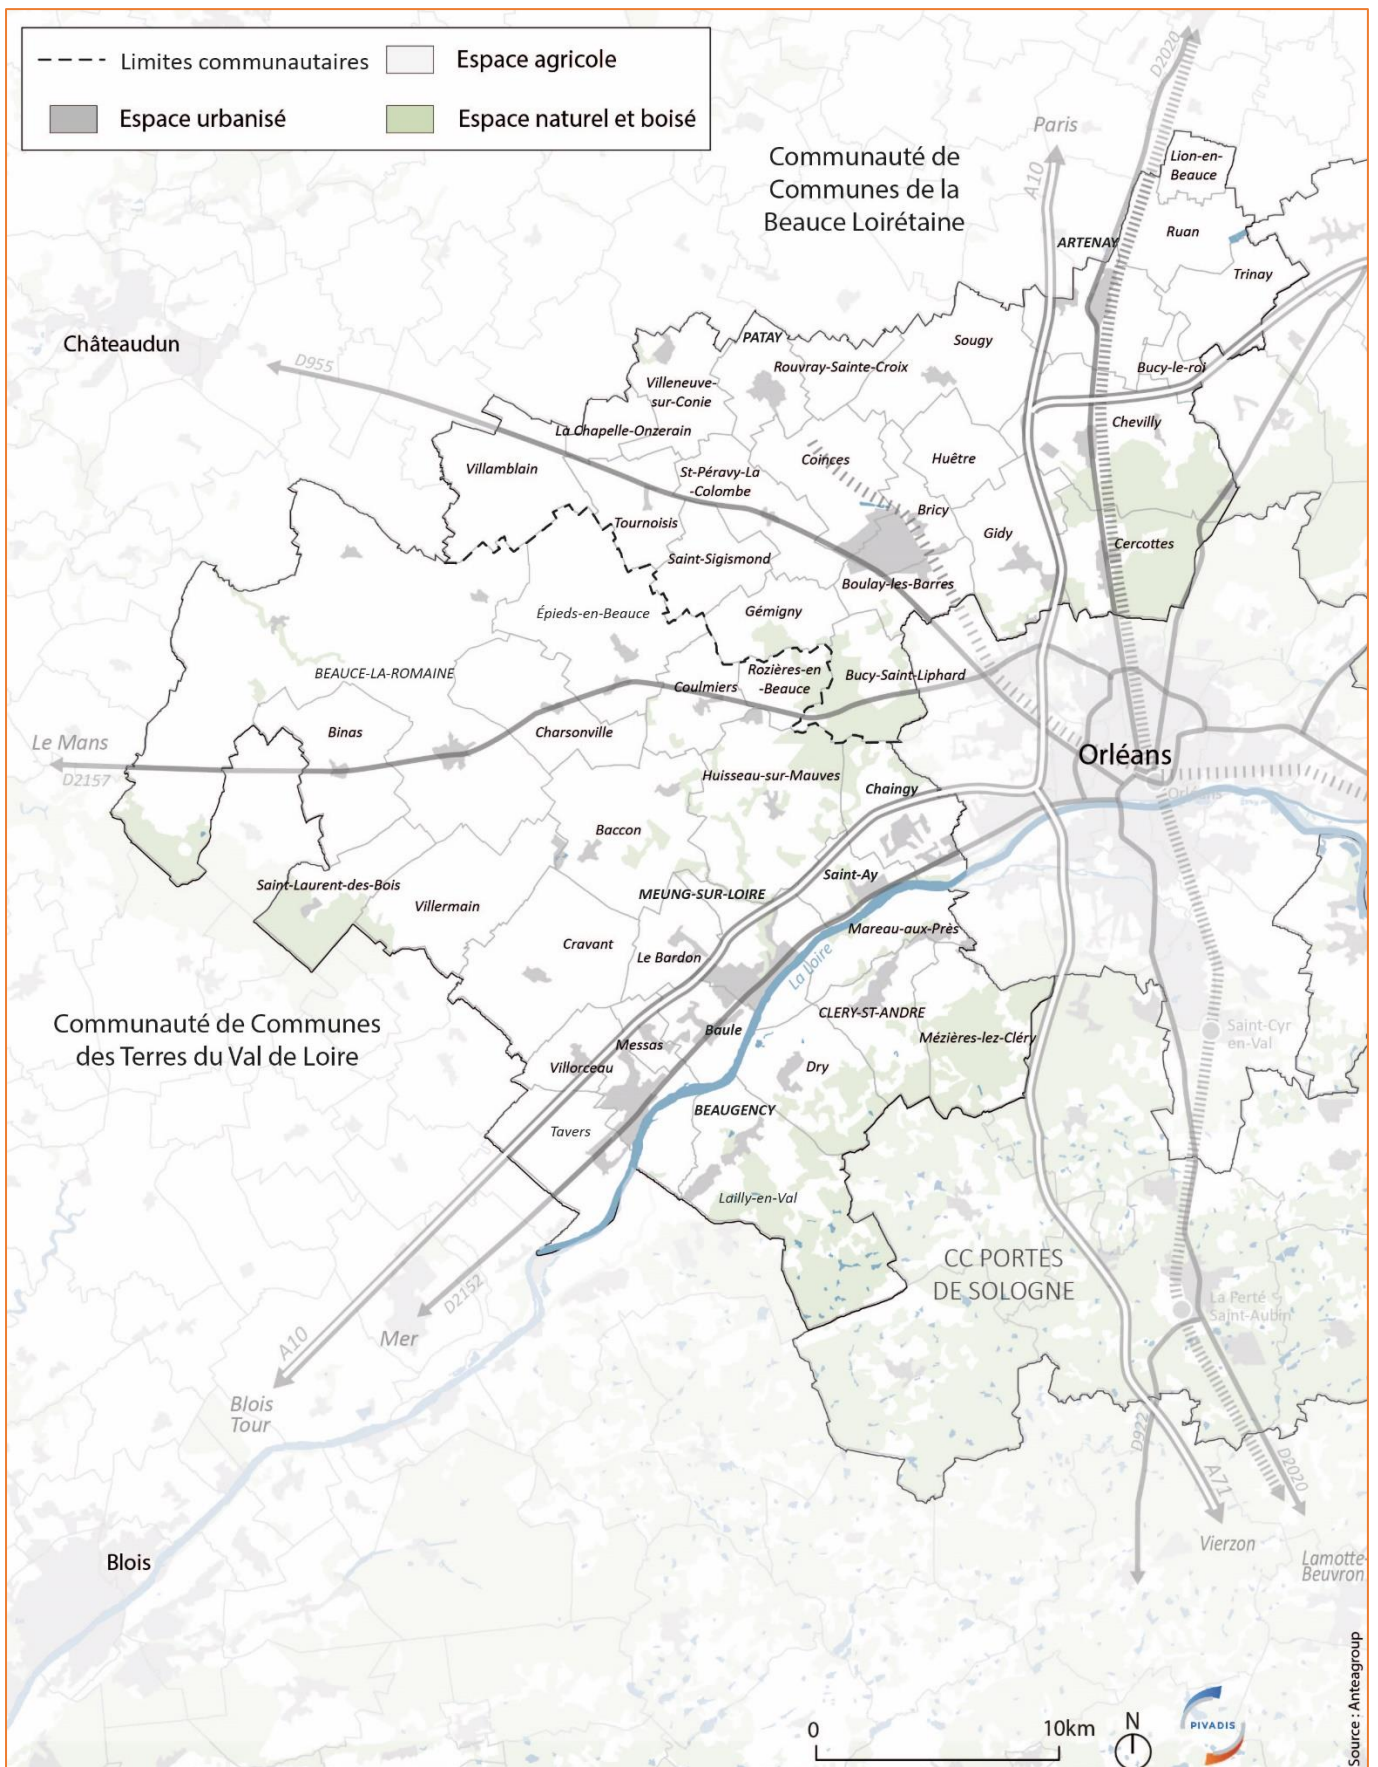 Limites communautaires
Espace agricole
Espace urbanisé
Espace naturel et boisé
D2020
Paris
A10
Communauté de
Communes de la
Beauce Loirétaine
Lion-en-
Beauce
Ruan
ARTENAY
Trinay
Châteaudun
D955
PATAY
Sougy
Rouvray-Sainte-Croix
Bucy-le-roi
Villeneuve-
sur-Conie
Chevilly
La Chapelle-Onzerain
Villamblain
St-Péravy-La
-Colombe
Coinces
Huêtre
Bricy
Tournoisis
Gidy
Cercottes
Saint-Sigismond
Boulay-les-Barres
Épieds-en-Beauce
Gémigny
BEAUCE-LA-ROMAINE
Coulmiers
Rozières-en
-Beauce
Bucy-Saint-Liphard
Binas
Charsonville
Le Mans
D2157
Orléans
Orléans
Huisseau-sur-Mauves
Chaingy
Baccon
Saint-Laurent-des-Bois
Villermain
MEUNG-SUR-LOIRE
Saint-Ay
Mareau-aux-Près
Cravant
Le Bardon
La Loire
CLERY-ST-ANDRE
Communauté de Communes
des Terres du Val de Loire
Baule
Messas
Mézières-lez-Cléry
Saint-Cyr
en-Val
Villorceau
Dry
BEAUGENCY
Tavers
Lailly-en-Val
CC PORTES
DE SOLOGNE
La Ferté
Saint-Aubin
D2152
Mer
A10
Blois
Tour
D922
A71
D2020
Vierzon
Lamotte-
Beuvron
Blois
0
10km
N
PIVADIS
Source : Anteagroup